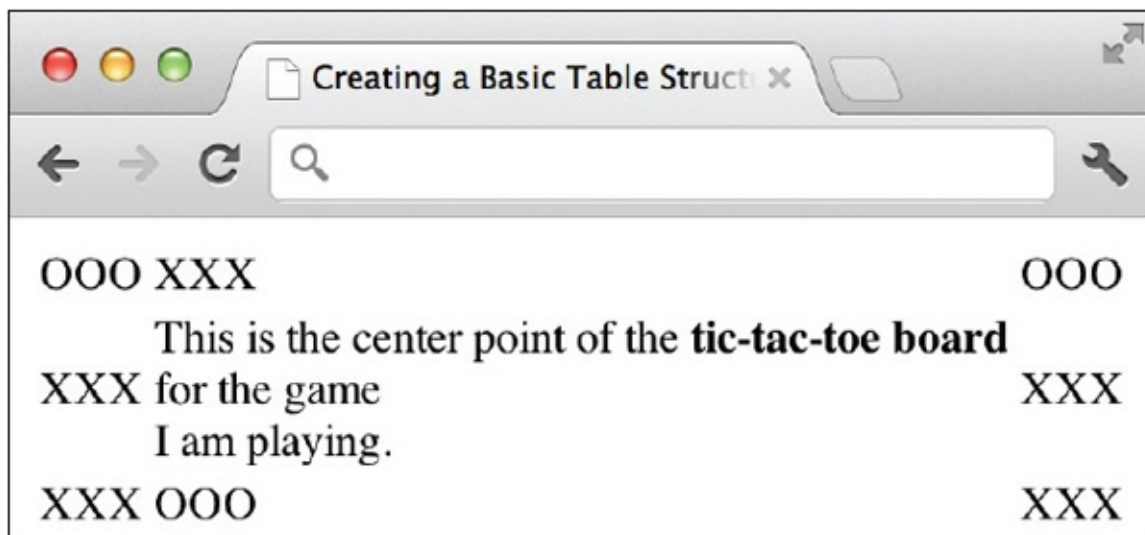 Creating a Basic Table Struct
OOO XXX OOO
This is the center point of the tic-tac-toe board
XXX for the game XXX
I am playing.
XXX OOO XXX